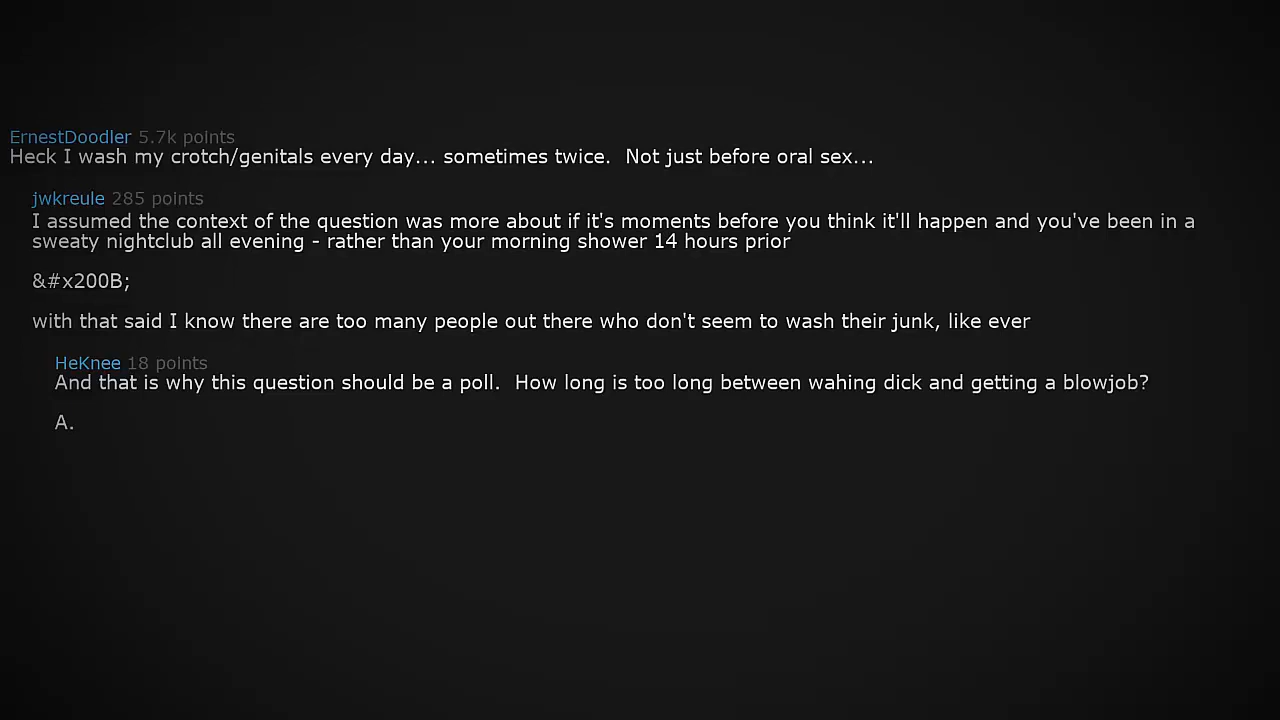 ErnestDoodler 5.7k points
Heck I wash my crotch/genitals every day... sometimes twice.  Not just before oral sex...
jwkreule 285 points
I assumed the context of the question was more about if it's moments before you think it'll happen and you've been in a
sweaty nightclub all evening - rather than your morning shower 14 hours prior
&#x200B;
with that said I know there are too many people out there who don't seem to wash their junk, like ever
HeKnee 18 points
And that is why this question should be a poll.  How long is too long between wahing dick and getting a blowjob?
A.